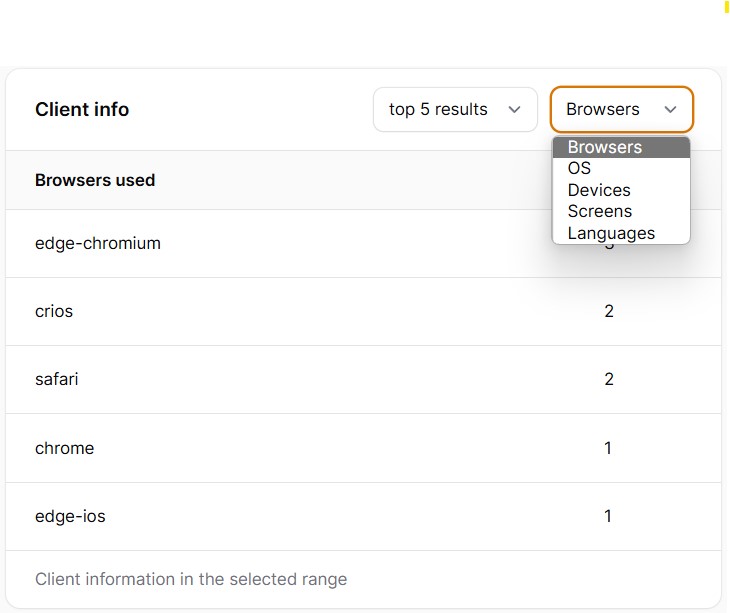 Client info
top 5 results
Browsers
Browsers
OS
Devices
Screens
Languages
Browsers used
edge-chromium
crios 2
safari 2
chrome 1
edge-ios 1
Client information in the selected range